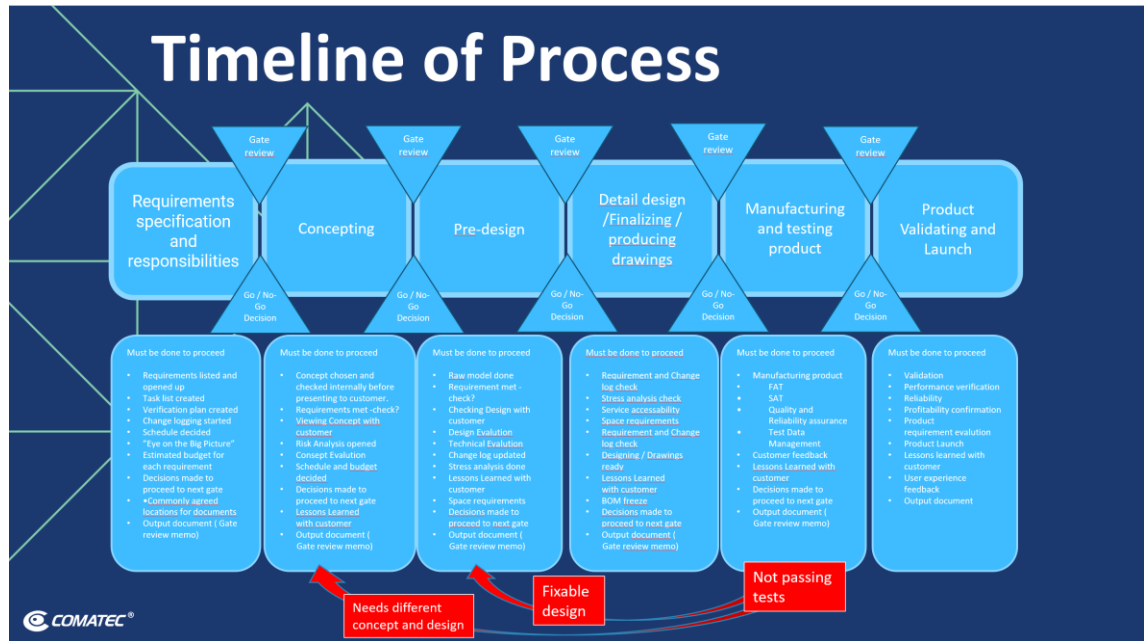 Timeline of Process
Gate
review
Gate
review
Gate
review
Gate
review
Gate
review
Requirements
specification
and
responsibilities
Concepting
Pre-design
Detail design
/Finalizing /
producing
drawings
Manufacturing
and testing
product
Product
Validating and
Launch
Go / No-
Go
Decision
Go / No-
Go
Decision
Go / No-
Go
Decision
Go / No-
Go
Decision
Go / No-
Go
Decision
Must be done to proceed
• Requirements listed and
opened up
• Task list created
• Verification plan created
• Change logging started
• Schedule decided
• "Eye on the Big Picture"
• Estimated budget for
each requirement
• Decisions made to
proceed to next gate
• •Commonly agreed
locations for documents
• Output document ( Gate
review memo)
Must be done to proceed
• Concept chosen and
checked internally before
presenting to customer.
• Requirements met -check?
• Viewing Concept with
customer
• Risk Analysis opened
• Consept Evalution
• Schedule and budget
decided
• Decisions made to
proceed to next gate
• Lessons Learned
with customer
• Output document ( Gate
review memo)
Must be done to proceed
• Raw model done
• Requirement met -
check?
• Checking Design with
customer
• Design Evalution
• Technical Evalution
• Change log updated
• Stress analysis done
• Lessons Learned with
customer
• Space requirements
• Decisions made to
proceed to next gate
• Output document (
Gate review memo)
Must be done to proceed
• Requirement and Change
log check
• Stress analysis check
• Service accessability
• Space requirements
• Requirement and Change
log check
• Designing / Drawings
ready
• Lessons Learned
with customer
• BOM freeze
• Decisions made to
proceed to next gate
• Output document (
Gate review memo)
Must be done to proceed
• Manufacturing product
• FAT
• SAT
• Quality and
Reliability assurance
• Test Data
Management
• Customer feedback
• Lessons Learned with
customer
• Decisions made to
proceed to next gate
• Output document (
Gate review memo)
Must be done to proceed
• Validation
• Performance verification
• Reliability
• Profitability confirmation
• Product
requirement evalution
• Product Launch
• Lessons learned with
customer
• User experience
feedback
• Output document
Needs different
concept and design
Fixable
design
Not passing
tests
COMATEC®